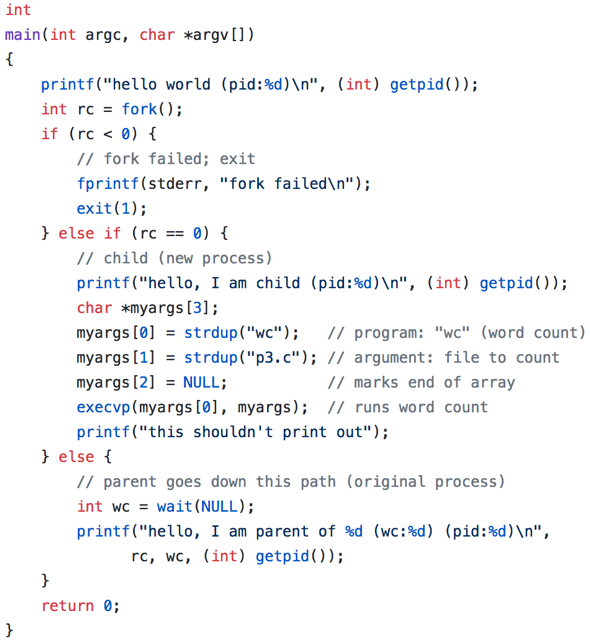 int
main(int argc, char *argv[])
{
    printf("hello world (pid:%d)\n", (int) getpid());
    int rc = fork();
    if (rc < 0) {
        // fork failed; exit
        fprintf(stderr, "fork failed\n");
        exit(1);
    } else if (rc == 0) {
        // child (new process)
        printf("hello, I am child (pid:%d)\n", (int) getpid());
        char *myargs[3];
        myargs[0] = strdup("wc");   // program: "wc" (word count)
        myargs[1] = strdup("p3.c"); // argument: file to count
        myargs[2] = NULL;           // marks end of array
        execvp(myargs[0], myargs);  // runs word count
        printf("this shouldn't print out");
    } else {
        // parent goes down this path (original process)
        int wc = wait(NULL);
        printf("hello, I am parent of %d (wc:%d) (pid:%d)\n",
              rc, wc, (int) getpid());
    }
    return 0;
}